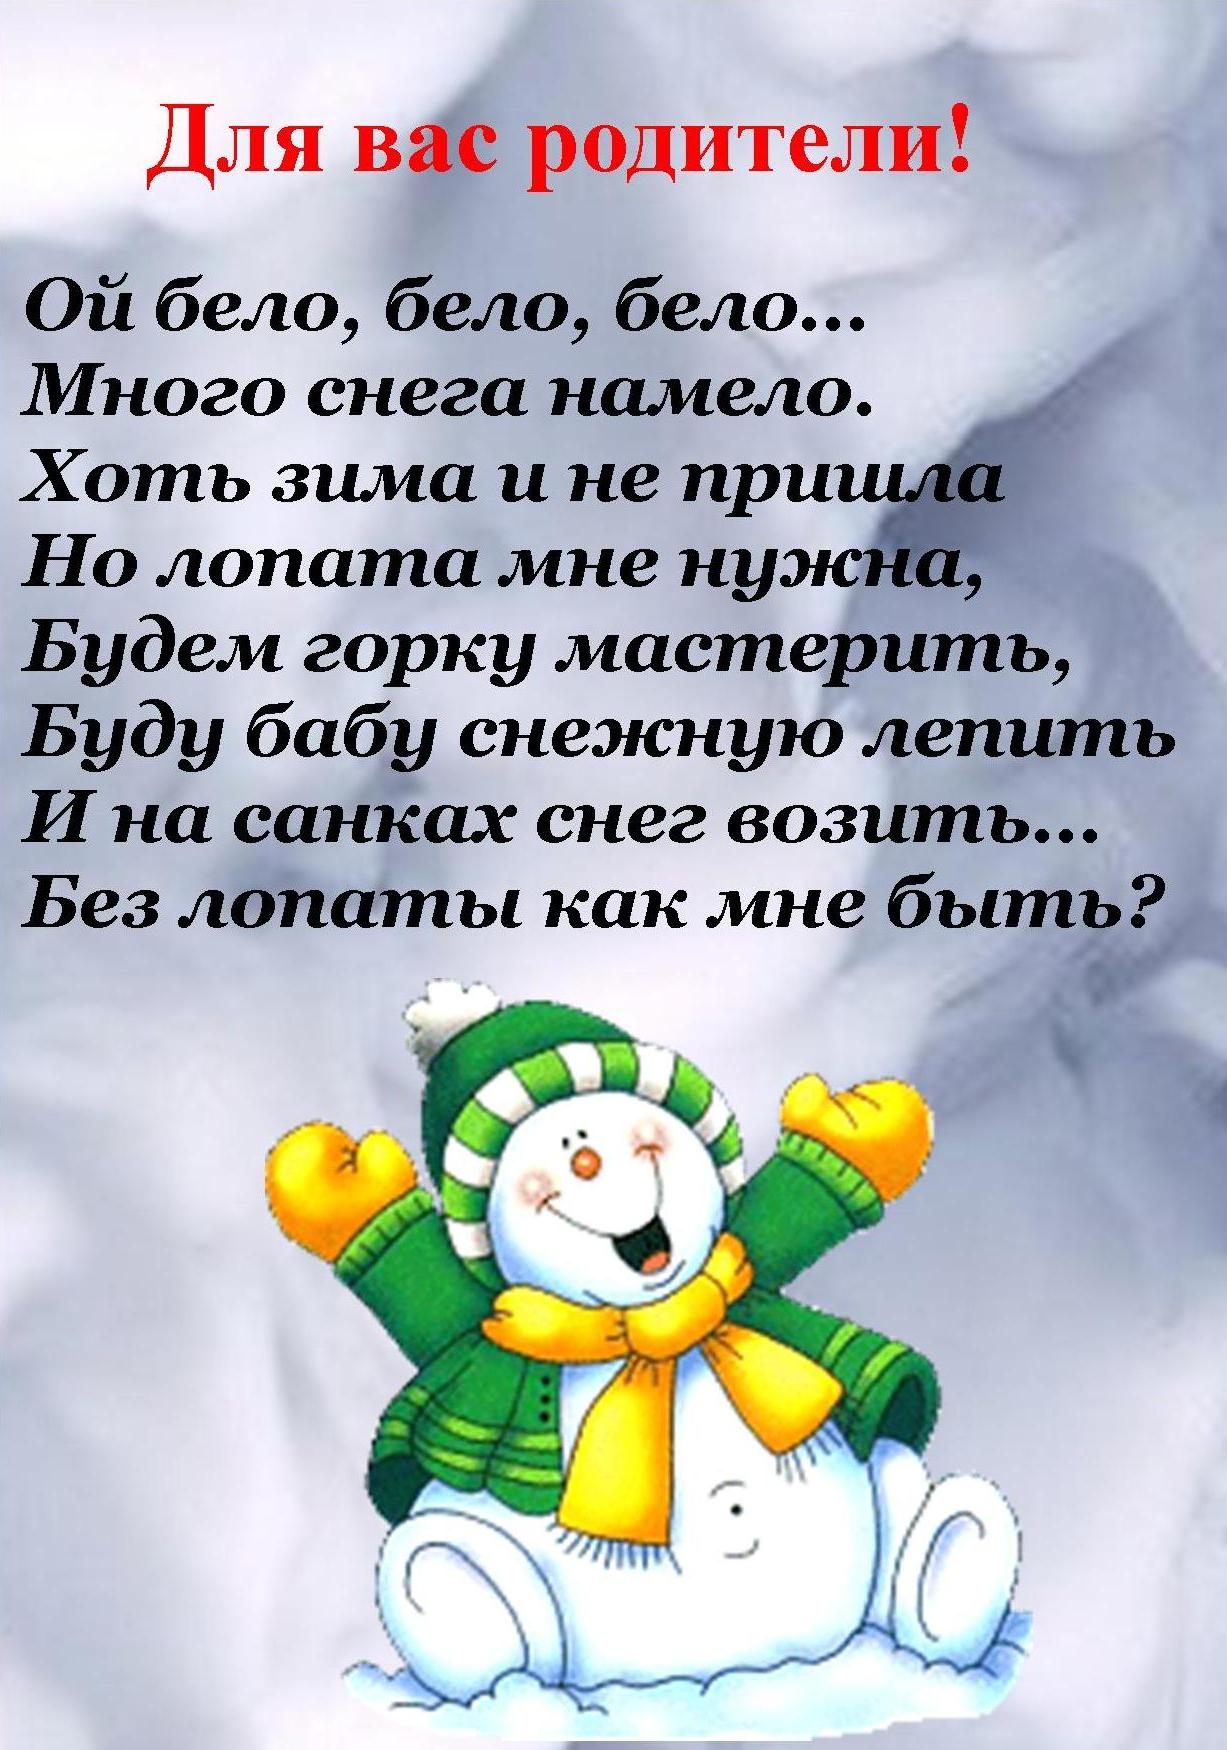 Для вас родители!
Ой бело, бело, бело...
Много снега намело.
Хоть зима и не пришла
Но лопата мне нужна,
Будем горку мастерить,
Буду бабу снежную лепить
И на санках снег возить...
Без лопаты как мне быть?